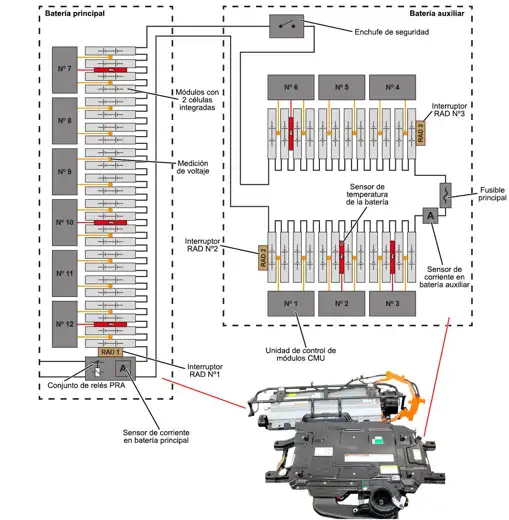 Batería principal
Batería auxiliar
Enchufe de seguridad
Nº 7
Módulos con
2 células
integradas
Nº 8
Medición
de voltaje
Nº 9
Nº 10
Nº 11
Nº 12
RAD 1
A
Interruptor
RAD Nº1
Conjunto de relés PRA
Sensor de corriente
en batería principal
Nº 6
Nº 5
Nº 4
Interruptor
RAD Nº3
RAD 3
Sensor de
temperatura
de la batería
Fusible
principal
A
Interruptor
RAD Nº2
RAD 2
Sensor de
corriente en
batería auxiliar
Nº 1
Nº 2
Nº 3
Unidad de control de
módulos CMU